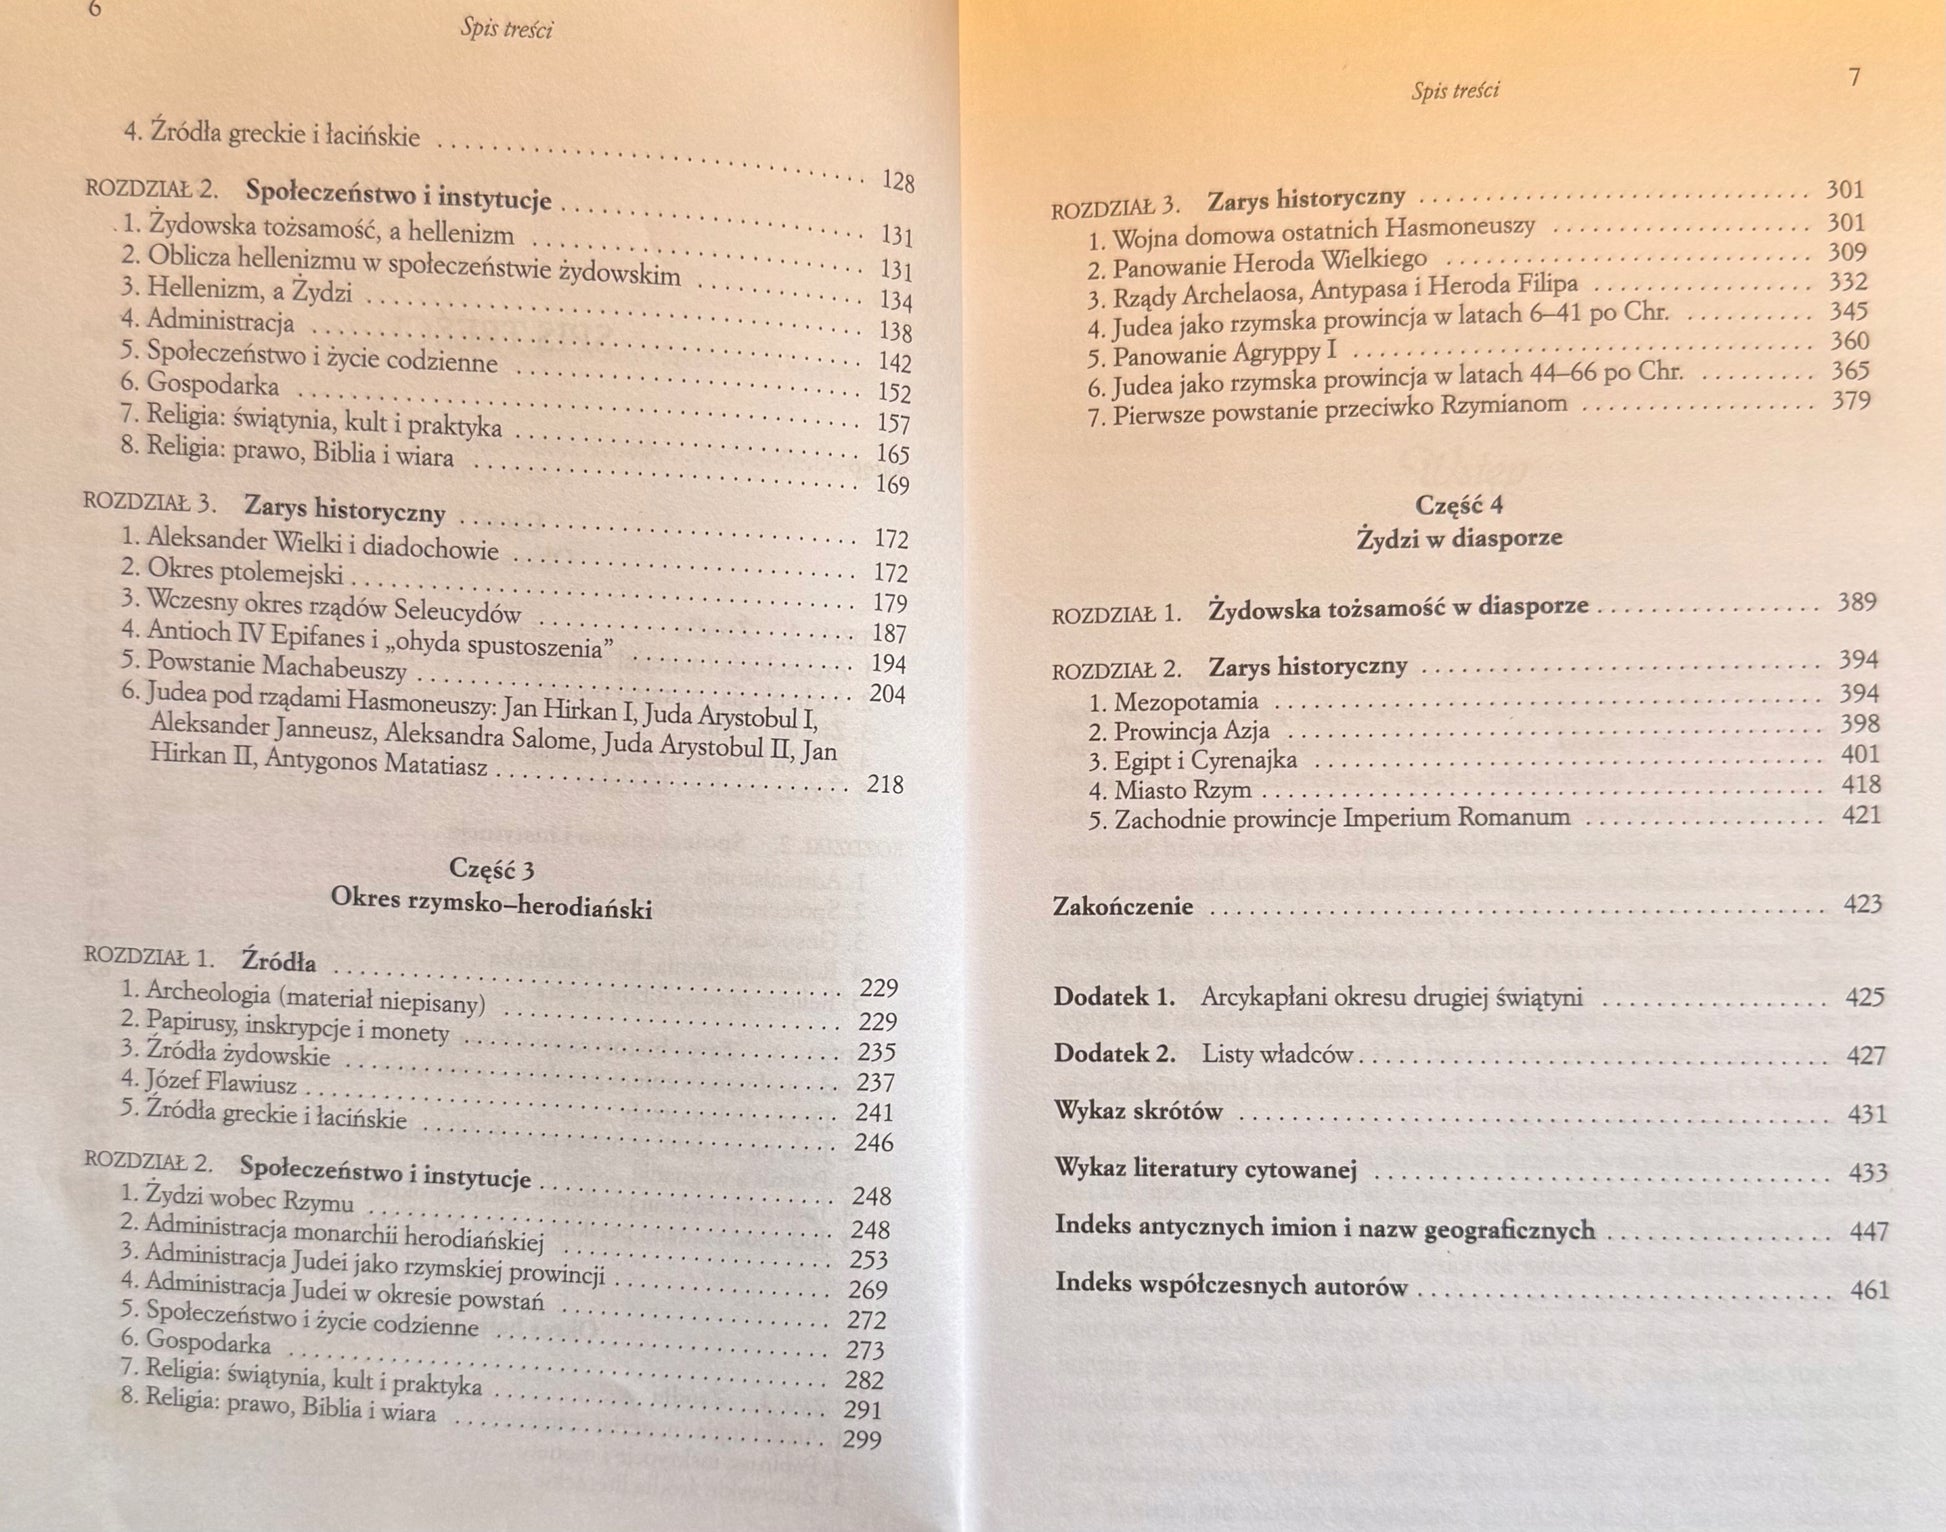 6
Spis treści
4. Źródła greckie i łacińskie . . . . . . . . . . 128
ROZDZIAŁ 2. Społeczeństwo i instytucje . . . . . . . . . . 131
1. Żydowska tożsamość, a hellenizm . . . . . . . . . . 131
2. Oblicza hellenizmu w społeczeństwie żydowskim . . . . . . . . . . 134
3. Hellenizm, a Żydzi . . . . . . . . . . 138
4. Administracja . . . . . . . . . . 142
5. Społeczeństwo i życie codzienne . . . . . . . . . . 152
6. Gospodarka . . . . . . . . . . 157
7. Religia: świątynia, kult i praktyka . . . . . . . . . . 165
8. Religia: prawo, Biblia i wiara . . . . . . . . . . 169
ROZDZIAŁ 3. Zarys historyczny . . . . . . . . . . 172
1. Aleksander Wielki i diadochowie . . . . . . . . . . 172
2. Okres ptolemejski . . . . . . . . . . 179
3. Wczesny okres rządów Seleucydów . . . . . . . . . . 187
4. Antioch IV Epifanes i „ohyda spustoszenia” . . . . . . . . . . 194
5. Powstanie Machabeuszy . . . . . . . . . . 204
6. Judea pod rządami Hasmoneuszy: Jan Hirkan I, Juda Arystobul I,
Aleksander Janneusz, Aleksandra Salome, Juda Arystobul II, Jan
Hirkan II, Antygonos Matatiasz . . . . . . . . . . 218
Część 3
Okres rzymsko–herodiański
ROZDZIAŁ 1. Źródła . . . . . . . . . . 229
1. Archeologia (materiał niepisany) . . . . . . . . . . 229
2. Papirusy, inskrypcje i monety . . . . . . . . . . 235
3. Źródła żydowskie . . . . . . . . . . 237
4. Józef Flawiusz . . . . . . . . . . 241
5. Źródła greckie i łacińskie . . . . . . . . . . 246
ROZDZIAŁ 2. Społeczeństwo i instytucje . . . . . . . . . . 248
1. Żydzi wobec Rzymu . . . . . . . . . . 248
2. Administracja monarchii herodiańskiej . . . . . . . . . . 253
3. Administracja Judei jako rzymskiej prowincji . . . . . . . . . . 269
4. Administracja Judei w okresie powstań . . . . . . . . . . 272
5. Społeczeństwo i życie codzienne . . . . . . . . . . 273
6. Gospodarka . . . . . . . . . . 282
7. Religia: świątynia, kult i praktyka . . . . . . . . . . 291
8. Religia: prawo, Biblia i wiara . . . . . . . . . . 299
Spis treści
7
ROZDZIAŁ 3. Zarys historyczny . . . . . . . . . . 301
1. Wojna domowa ostatnich Hasmoneuszy . . . . . . . . . . 301
2. Panowanie Heroda Wielkiego . . . . . . . . . . 309
3. Rządy Archelaosa, Antypasa i Heroda Filipa . . . . . . . . . . 332
4. Judea jako rzymska prowincja w latach 6–41 po Chr. . . . . . . . . . . 345
5. Panowanie Agryppy I . . . . . . . . . . 360
6. Judea jako rzymska prowincja w latach 44–66 po Chr. . . . . . . . . . . 365
7. Pierwsze powstanie przeciwko Rzymianom . . . . . . . . . . 379
Część 4
Żydzi w diasporze
ROZDZIAŁ 1. Żydowska tożsamość w diasporze . . . . . . . . . . 389
ROZDZIAŁ 2. Zarys historyczny . . . . . . . . . . 394
1. Mezopotamia . . . . . . . . . . 394
2. Prowincja Azja . . . . . . . . . . 398
3. Egipt i Cyrenajka . . . . . . . . . . 401
4. Miasto Rzym . . . . . . . . . . 418
5. Zachodnie prowincje Imperium Romanum . . . . . . . . . . 421
Zakończenie . . . . . . . . . . 423
Dodatek 1. Arcykapłani okresu drugiej świątyni . . . . . . . . . . 425
Dodatek 2. Listy władców . . . . . . . . . . 427
Wykaz skrótów . . . . . . . . . . 431
Wykaz literatury cytowanej . . . . . . . . . . 433
Indeks antycznych imion i nazw geograficznych . . . . . . . . . . 447
Indeks współczesnych autorów . . . . . . . . . . 461